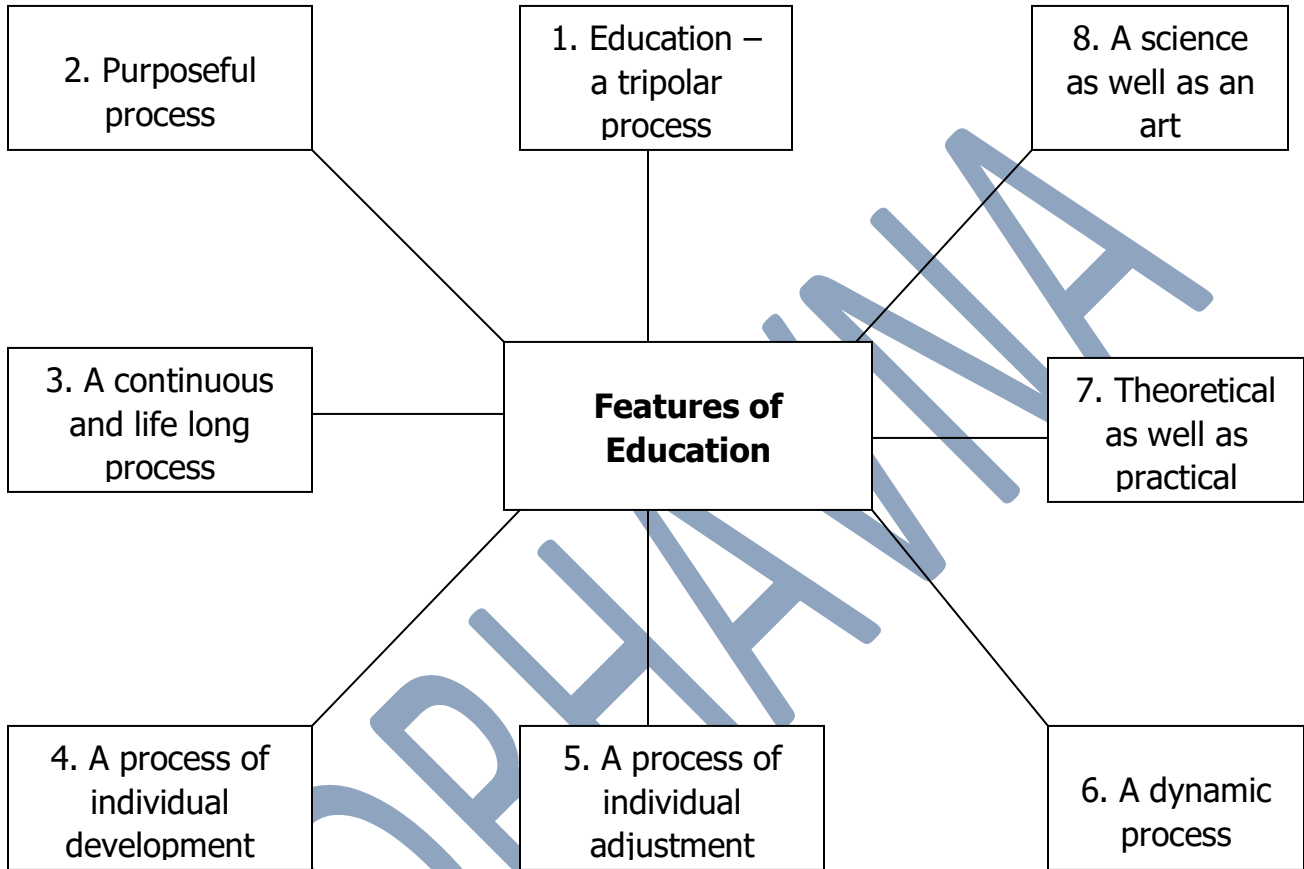 1. Education –
a tripolar
process
2. Purposeful
process
3. A continuous
and life long
process
4. A process of
individual
development
5. A process of
individual
adjustment
6. A dynamic
process
7. Theoretical
as well as
practical
8. A science
as well as an
art
Features of
Education